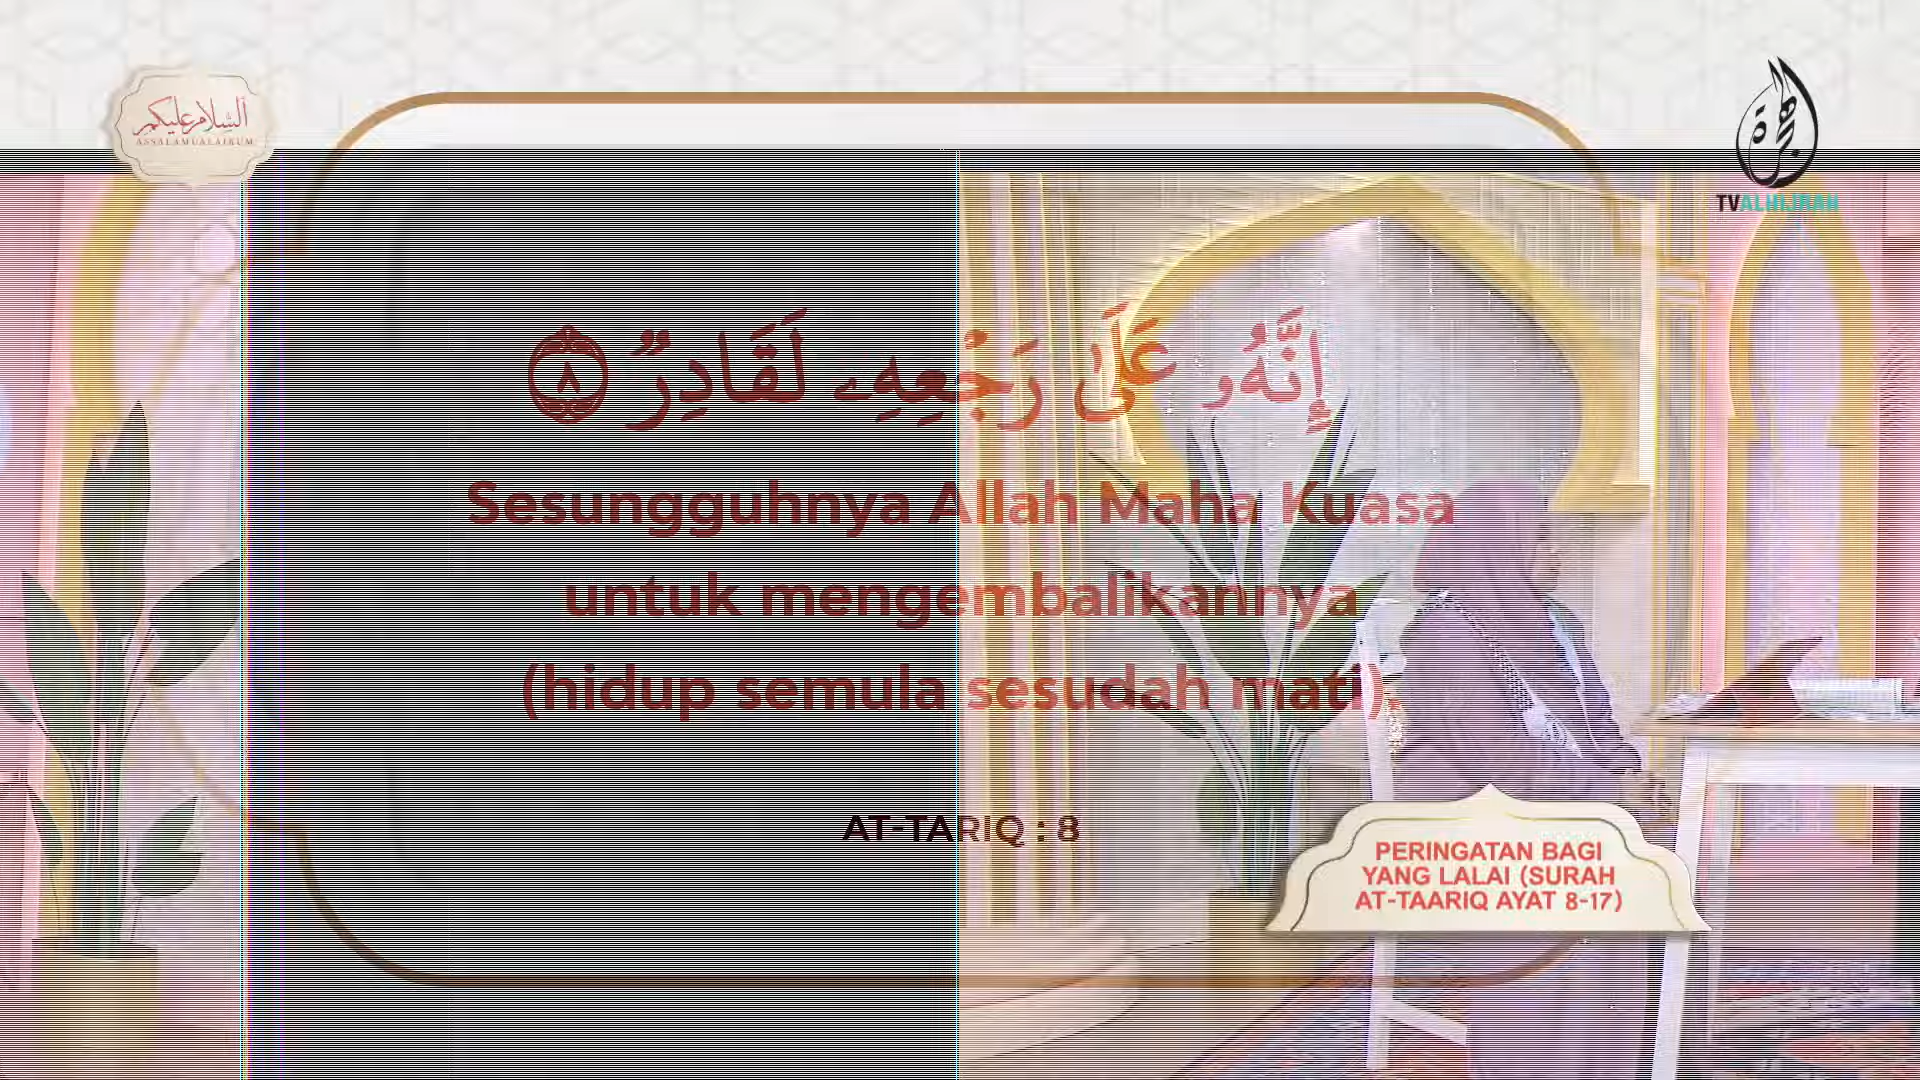 السلام عليكم
ASSALAMUALAIKUM
الهجرة
TVALHIJRAH
إِنَّهُۥ عَلَىٰ رَجْعِهِۦ لَقَادِرٌ ٨
Sesungguhnya Allah Maha Kuasa
untuk mengembalikannya
(hidup semula sesudah mati).
AT-TARIQ : 8
PERINGATAN BAGI
YANG LALAI (SURAH
AT-TAARIQ AYAT 8-17)